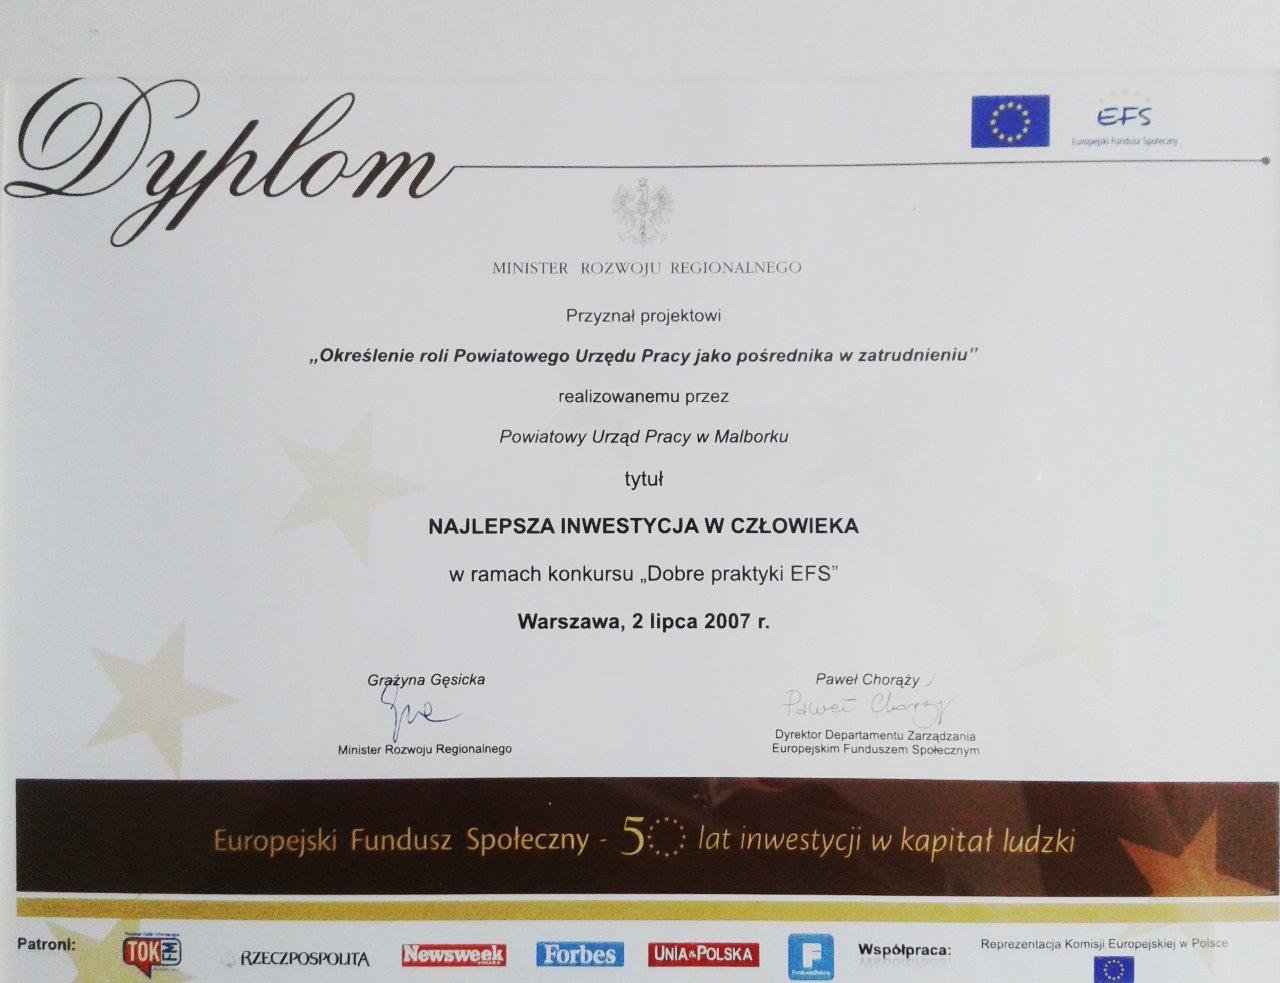 Dyplom
EFS
Europejski Fundusz Społeczny
MINISTER ROZWOJU REGIONALNEGO
Przyznał projektowi
„Określenie roli Powiatowego Urzędu Pracy jako pośrednika w zatrudnieniu”
realizowanemu przez
Powiatowy Urząd Pracy w Malborku
tytuł
NAJLEPSZA INWESTYCJA W CZŁOWIEKA
w ramach konkursu „Dobre praktyki EFS”
Warszawa, 2 lipca 2007 r.
Grażyna Gęsicka
Minister Rozwoju Regionalnego
Paweł Chorąży
Paweł Chorąży
Dyrektor Departamentu Zarządzania
Europejskim Funduszem Społecznym
Europejski Fundusz Społeczny - 50 lat inwestycji w kapitał ludzki
Patroni:
TOK FM
RZECZPOSPOLITA
Newsweek
POLSKA
Forbes
UNIA&POLSKA
F
Współpraca:
Reprezentacja Komisji Europejskiej w Polsce